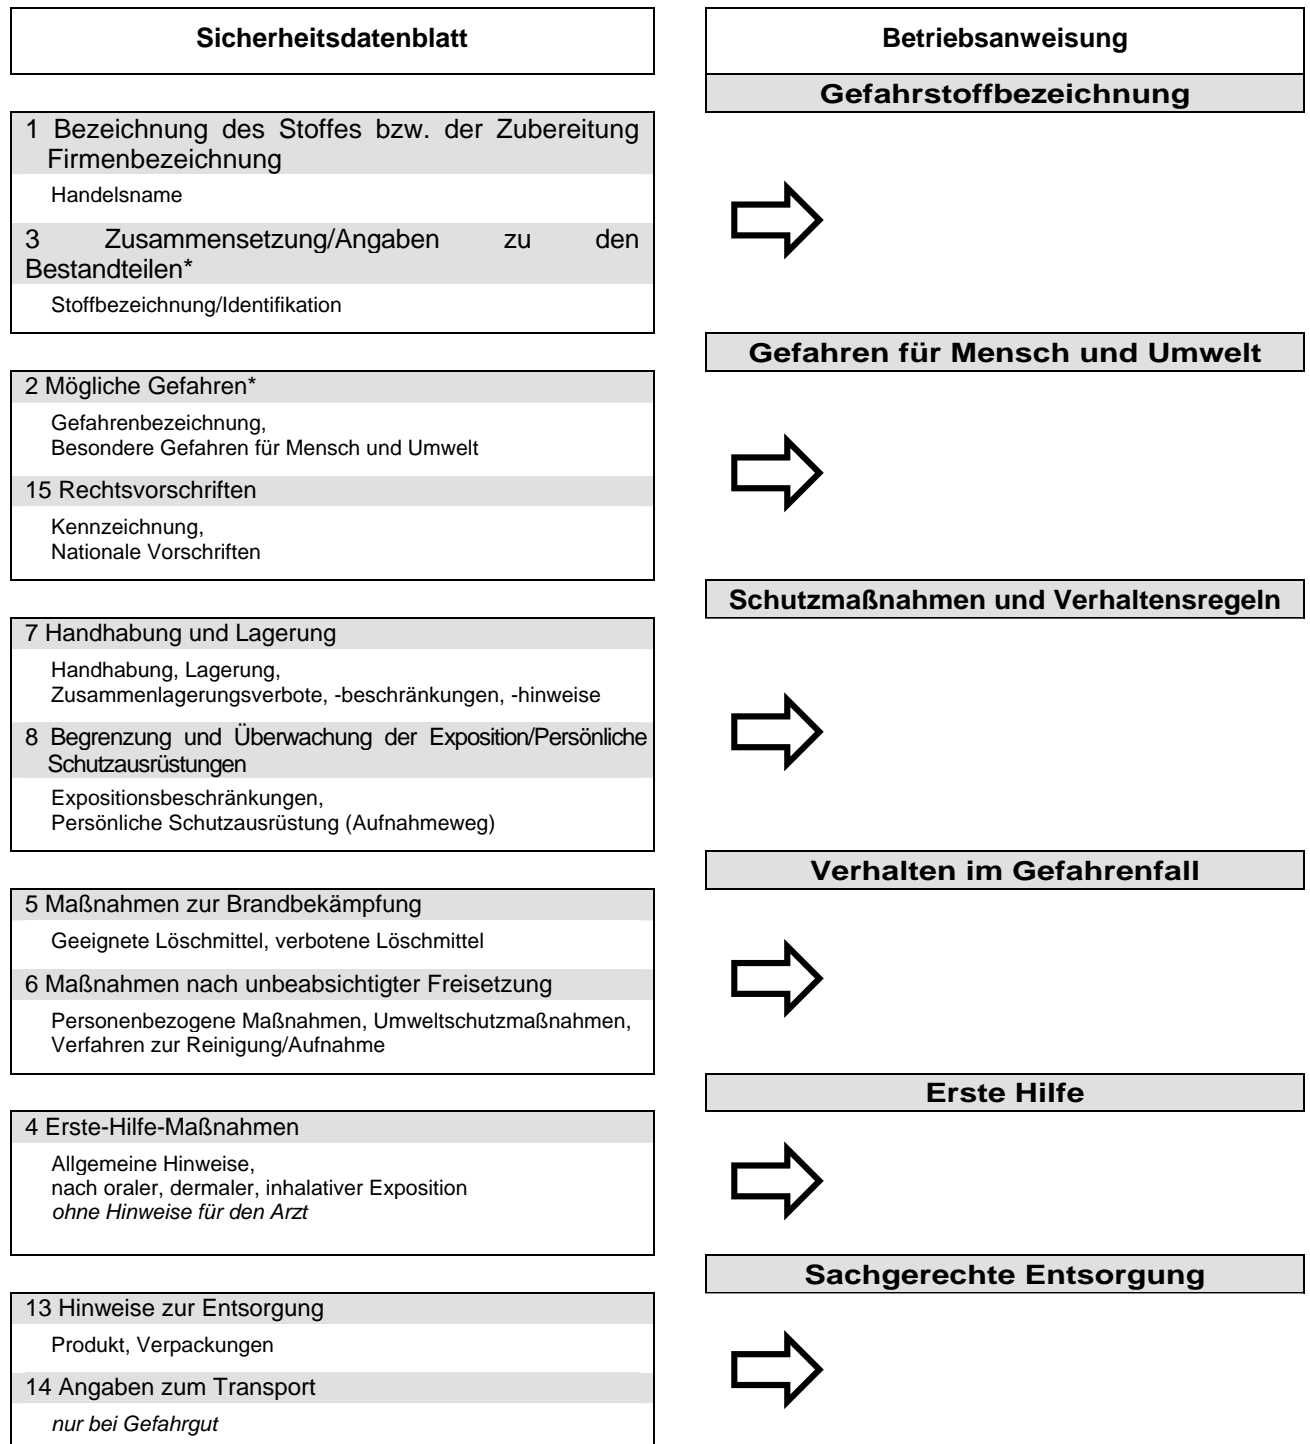 Sicherheitsdatenblatt
Betriebsanweisung
Gefahrstoffbezeichnung
1 Bezeichnung des Stoffes bzw. der Zubereitung
Firmenbezeichnung
Handelsname
3 Zusammensetzung/Angaben zu den
Bestandteilen*
Stoffbezeichnung/Identifikation
Gefahren für Mensch und Umwelt
2 Mögliche Gefahren*
Gefahrenbezeichnung,
Besondere Gefahren für Mensch und Umwelt
15 Rechtsvorschriften
Kennzeichnung,
Nationale Vorschriften
Schutzmaßnahmen und Verhaltensregeln
7 Handhabung und Lagerung
Handhabung, Lagerung,
Zusammenlagerungsverbote, -beschränkungen, -hinweise
8 Begrenzung und Überwachung der Exposition/Persönliche
Schutzausrüstungen
Expositionsbeschränkungen,
Persönliche Schutzausrüstung (Aufnahmeweg)
Verhalten im Gefahrenfall
5 Maßnahmen zur Brandbekämpfung
Geeignete Löschmittel, verbotene Löschmittel
6 Maßnahmen nach unbeabsichtigter Freisetzung
Personenbezogene Maßnahmen, Umweltschutzmaßnahmen,
Verfahren zur Reinigung/Aufnahme
Erste Hilfe
4 Erste-Hilfe-Maßnahmen
Allgemeine Hinweise,
nach oraler, dermaler, inhalativer Exposition
ohne Hinweise für den Arzt
Sachgerechte Entsorgung
13 Hinweise zur Entsorgung
Produkt, Verpackungen
14 Angaben zum Transport
nur bei Gefahrgut